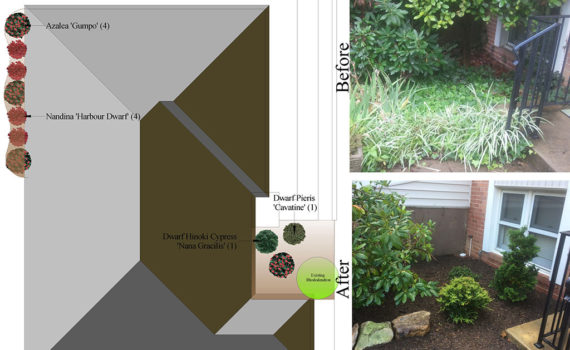 Azalea 'Gumpo' (4)
Nandina 'Harbour Dwarf' (4)
Dwarf Pieris
'Cavatine' (1)
Dwarf Hinoki Cypress
'Nana Gracilis' (1)
Existing
Rhododendron
Before
After